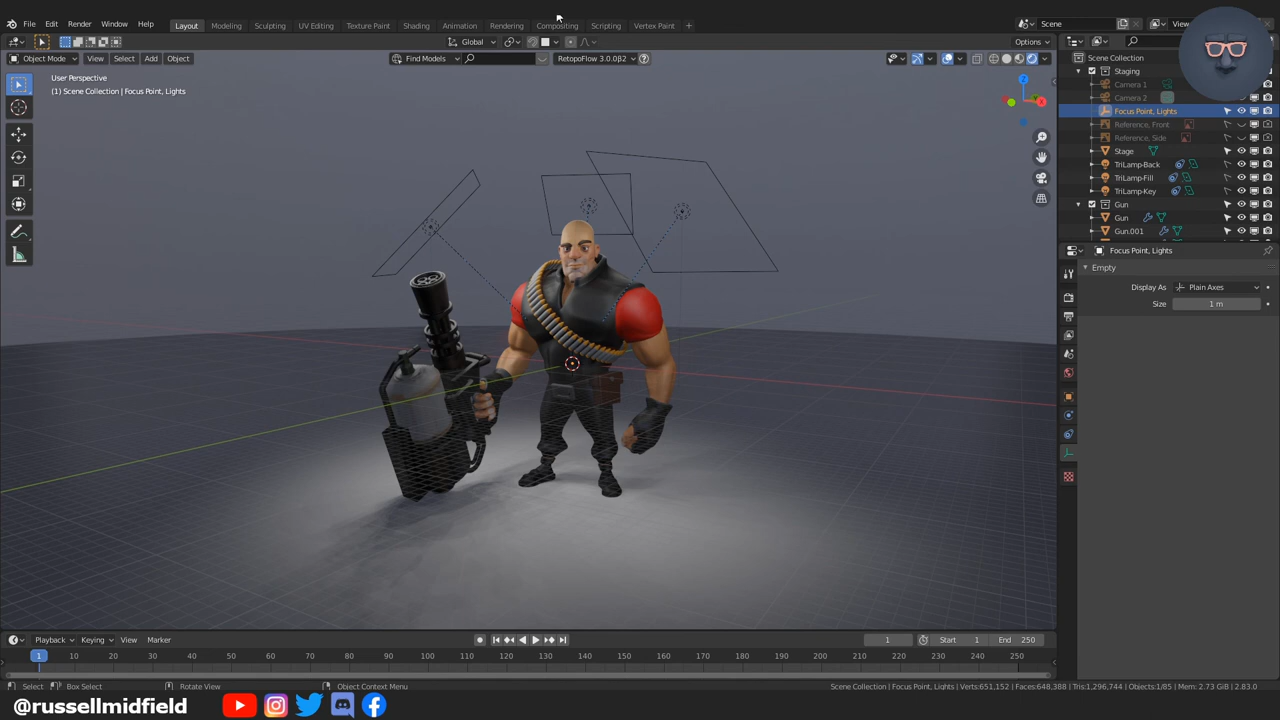 File Edit Render Window Help Layout Modeling Sculpting UV Editing Texture Paint Shading Animation Rendering Compositing Scripting Vertex Paint + Scene View
Global Options
Object Mode View Select Add Object Find Models RetopoFlow 3.0.0β2
User Perspective
(1) Scene Collection | Focus Point, Lights
Scene Collection
Staging
Camera 1
Camera 2
Focus Point, Lights
Reference, Front
Reference, Side
Stage
TriLamp-Back
TriLamp-Fill
TriLamp-Key
Gun
Gun
Gun.001
Focus Point, Lights
Empty
Display As Plain Axes
Size 1 m
Z
X
Playback Keying View Marker 1 Start 1 End 250
1 10 20 30 40 50 60 70 80 90 100 110 120 130 140 150 160 170 180 190 200 210 220 230 240 250
Select Box Select Rotate View Object Context Menu Scene Collection | Focus Point, Lights | Verts:651,152 | Faces:648,388 | Tris:1,296,744 | Objects:1/85 | Mem: 2.73 GiB | 2.83.0
@russellmidfield